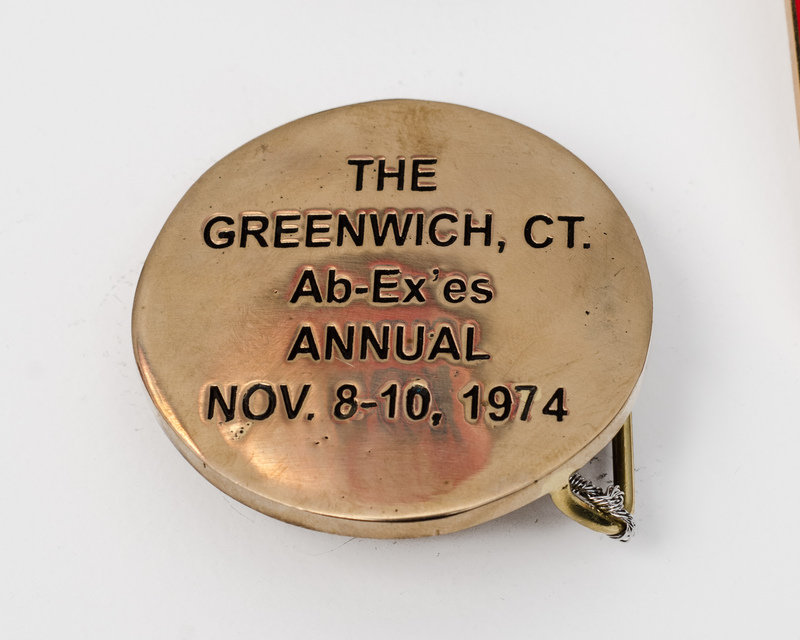 THE
GREENWICH, CT.
Ab-Ex'es
ANNUAL
NOV. 8-10, 1974